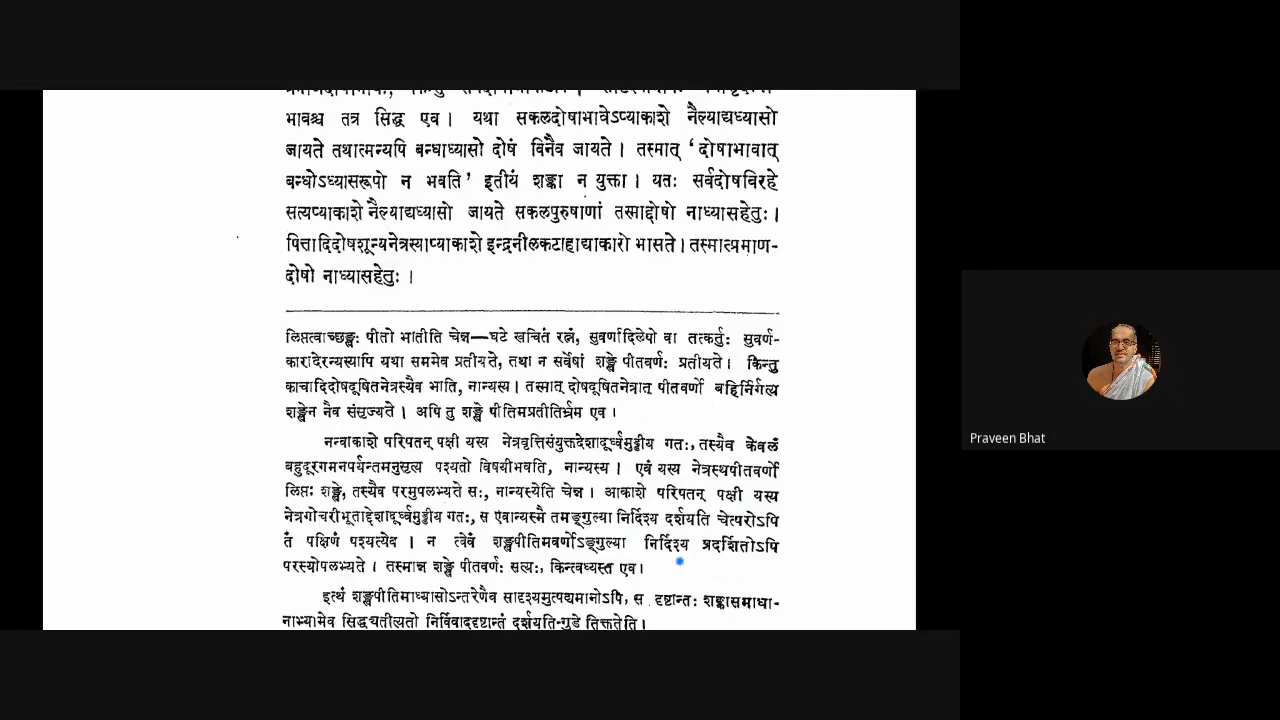 भावश्च तत्र सिद्ध एव । यथा सकलदोषाभावेऽप्याकाशे नैल्याद्यध्यासो
जायते तथात्मन्यपि बन्धाध्यासो दोषं विनैव जायते । तस्मात् ‘दोषाभावात्
बन्धोऽध्यासरूपो न भवति’ इतीयं शङ्का न युक्ता । यतः सर्वदोषविरहे
सत्यप्याकाशे नैल्याद्यध्यासो जायते सकलपुरुषाणां तस्माद्दोषो नाध्यासहेतुः ।
पित्तादिदोषशून्यनेत्रस्याप्याकाशे इन्द्रनीलकटाहाद्याकारो भासते । तस्मात्प्रमाण-
दोषो नाध्यासहेतुः ।
लिप्तत्वाच्छङ्खः पीतो भातीति चेन्न—घटे खचितं रत्नं, सुवर्णादिलेपो वा तत्कर्तुः सुवर्ण-
कारादेरन्यस्यापि यथा सममेव प्रतीयते, तथा न सर्वेषां शङ्खे पीतवर्णः प्रतीयते । किन्तु
काचादिदोषदूषितनेत्रस्यैव भाति, नान्यस्य । तस्मात् दोषदूषितनेत्रात् पीतवर्णो बहिर्निर्गत्य
शङ्खेन नैव संसृज्यते । अपि तु शङ्खे पीतिमप्रतीतिर्भ्रम एव ।
नन्वाकाशे परिपतन् पक्षी यस्य नेत्रवृत्तिसंयुक्तदेशादूर्ध्वमुड्डीय गतः, तस्यैव केवलं
बहुदूरगमनपर्यन्तमनुसृत्य पश्यतो विषयीभवति, नान्यस्य । एवं यस्य नेत्रस्थपीतवर्णो
लिप्तः शङ्खे, तस्यैव परमुपलभ्यते सः, नान्यस्येति चेन्न । आकाशे परिपतन् पक्षी यस्य
नेत्रगोचरीभूताद्देशादूर्ध्वमुड्डीय गतः, स एवान्यस्मै तमङ्गुल्या निर्दिश्य दर्शयति चेत्परोऽपि
तं पक्षिणं पश्यत्येव । न त्वेवं शङ्खपीतिमवर्णोऽङ्गुल्या निर्दिश्य प्रदर्शितोऽपि
परस्योपलभ्यते । तस्मान्न शङ्खे पीतवर्णः सत्यः, किन्त्वध्यस्त एव ।
इत्थं शङ्खपीतिमाध्यासोऽन्तरेणैव सादृश्यमुत्पद्यमानोऽपि, स दृष्टान्तः शङ्कासमाधा-
नाभ्यामेव सिद्ध्यतीत्यतो निर्विवाददृष्टान्तं दर्शयति-गुडे तिक्ततेति ।
Praveen Bhat